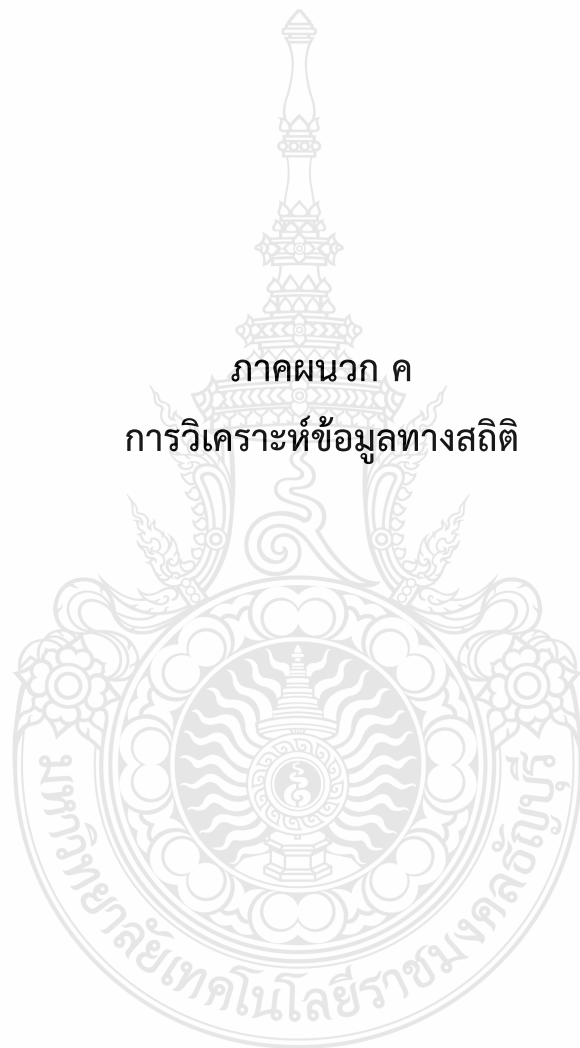 ภาคผนวก ค
การวิเคราะห์ข้อมูลทางสถิติ
มหาวิทยาลัยเทคโนโลยีราชมงคลธัญบุรี